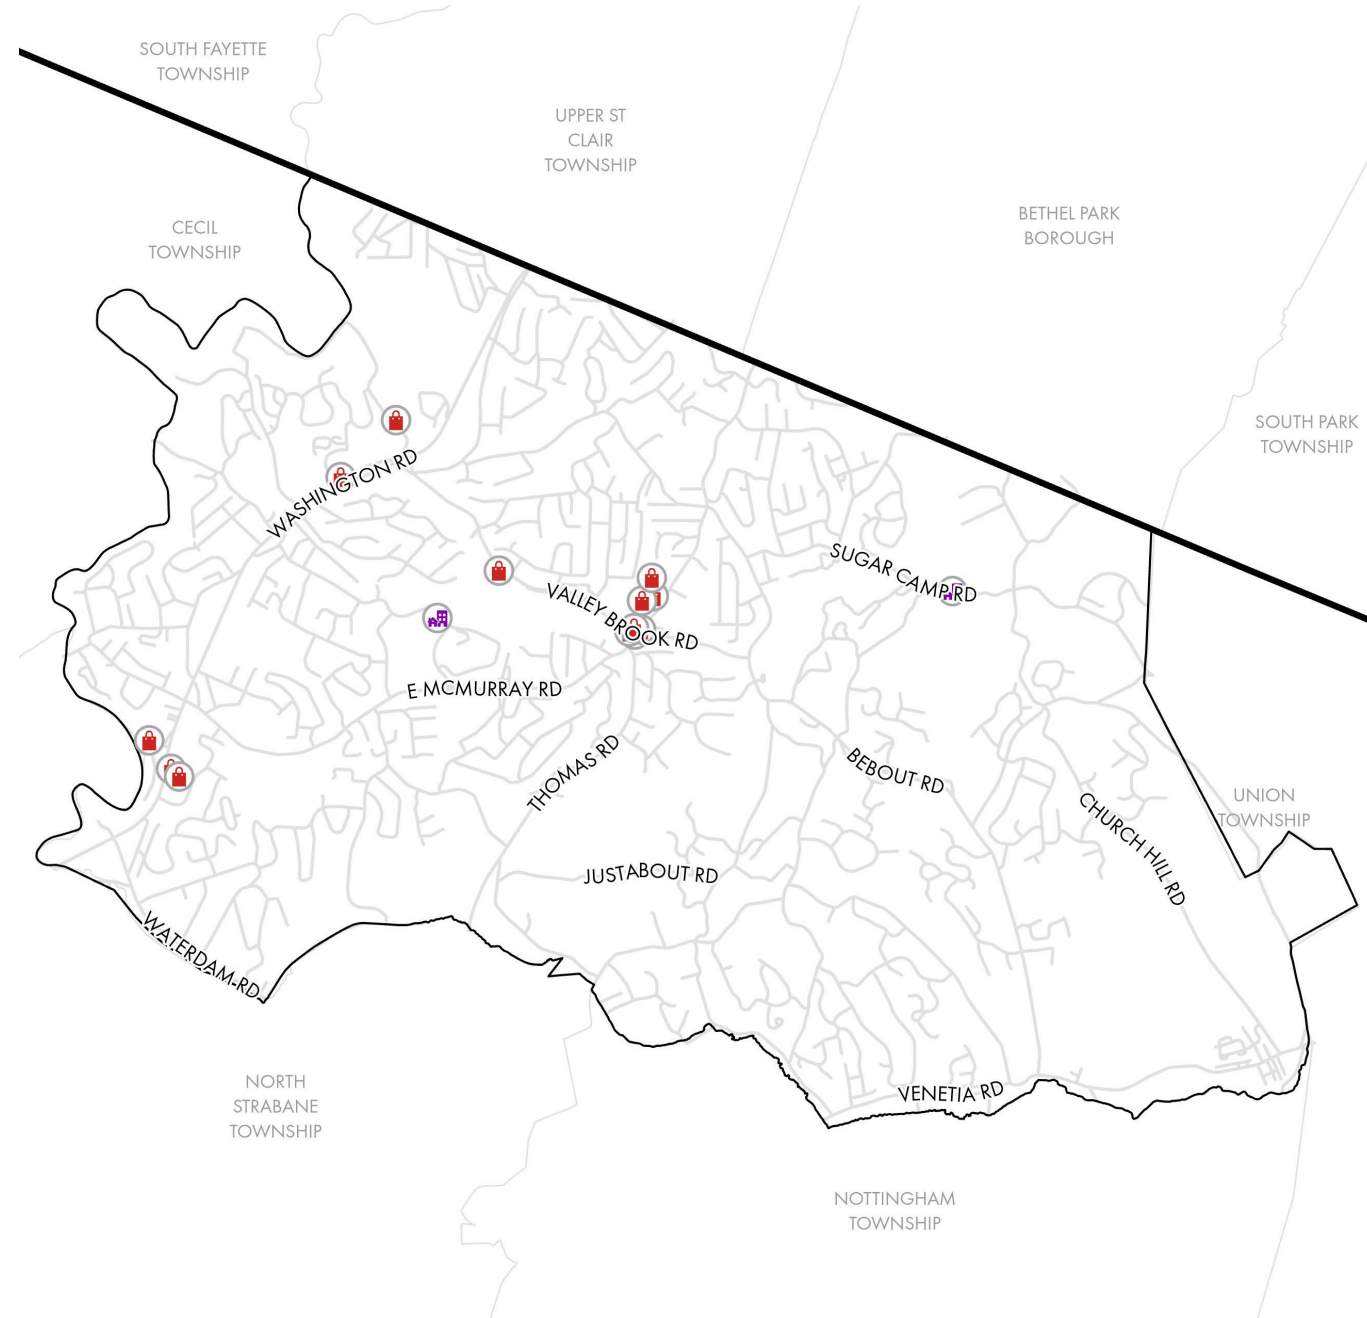 SOUTH FAYETTE
TOWNSHIP
UPPER ST
CLAIR
TOWNSHIP
CECIL
TOWNSHIP
BETHEL PARK
BOROUGH
SOUTH PARK
TOWNSHIP
WASHINGTON RD
SUGAR CAMP RD
VALLEY BROOK RD
E MCMURRAY RD
THOMAS RD
BEBOUT RD
CHURCH HILL RD
UNION
TOWNSHIP
JUSTABOUT RD
WATERDAM RD
VENETIA RD
NORTH
STRABANE
TOWNSHIP
NOTTINGHAM
TOWNSHIP